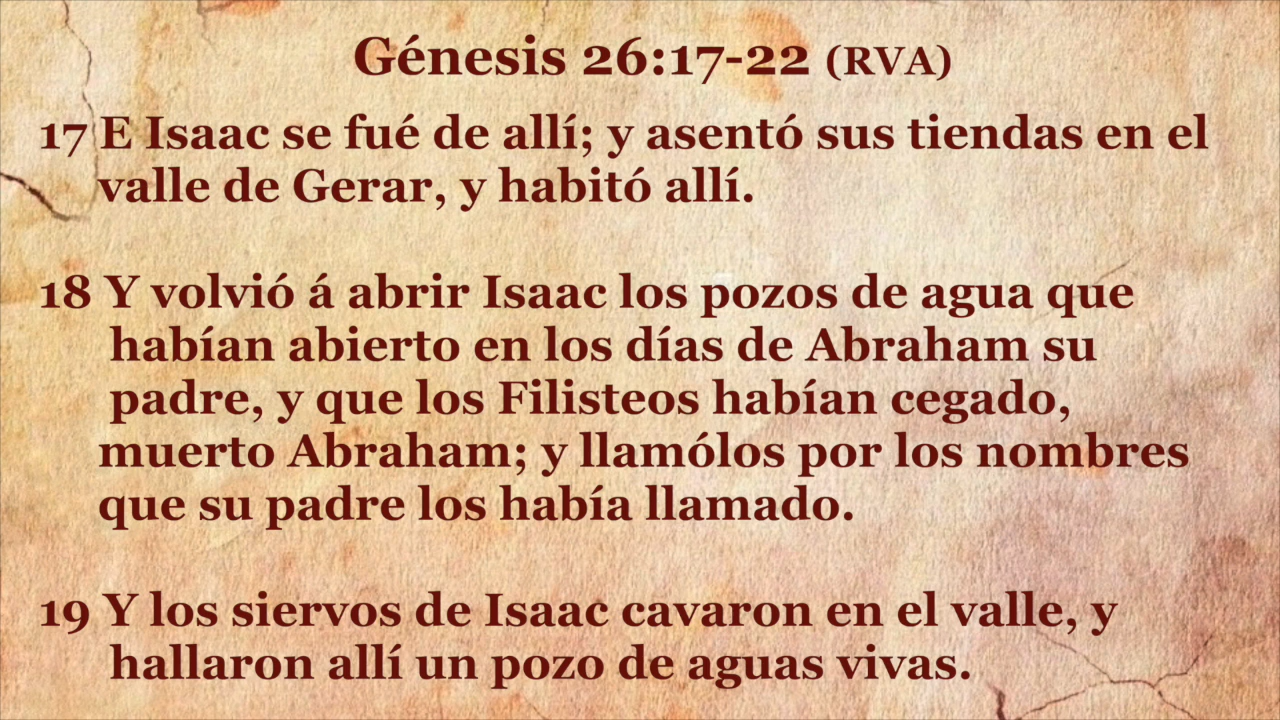 Génesis 26:17-22 (RVA)
17 E Isaac se fué de allí; y asentó sus tiendas en el
valle de Gerar, y habitó allí.
18 Y volvió á abrir Isaac los pozos de agua que
habían abierto en los días de Abraham su
padre, y que los Filisteos habían cegado,
muerto Abraham; y llamólos por los nombres
que su padre los había llamado.
19 Y los siervos de Isaac cavaron en el valle, y
hallaron allí un pozo de aguas vivas.